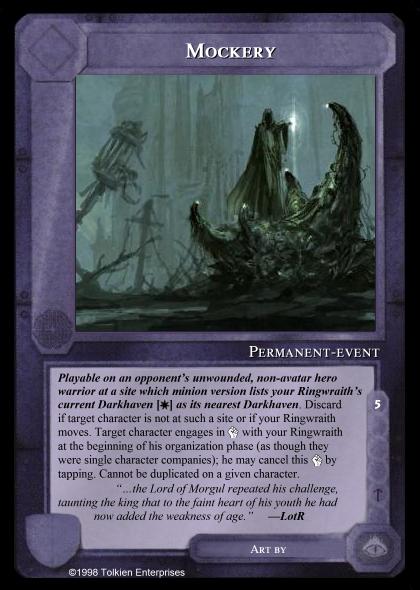 Mockery
Permanent-event
Playable on an opponent's unwounded, non-avatar hero
warrior at a site which minion version lists your Ringwraith's
current Darkhaven [✷] as its nearest Darkhaven. Discard
if target character is not at such a site or if your Ringwraith
moves. Target character engages in with your Ringwraith
at the beginning of his organization phase (as though they
were single character companies); he may cancel this by
tapping. Cannot be duplicated on a given character.
"...the Lord of Morgul repeated his challenge,
taunting the king that to the faint heart of his youth he had
now added the weakness of age." —LotR
5
Art by
©1998 Tolkien Enterprises